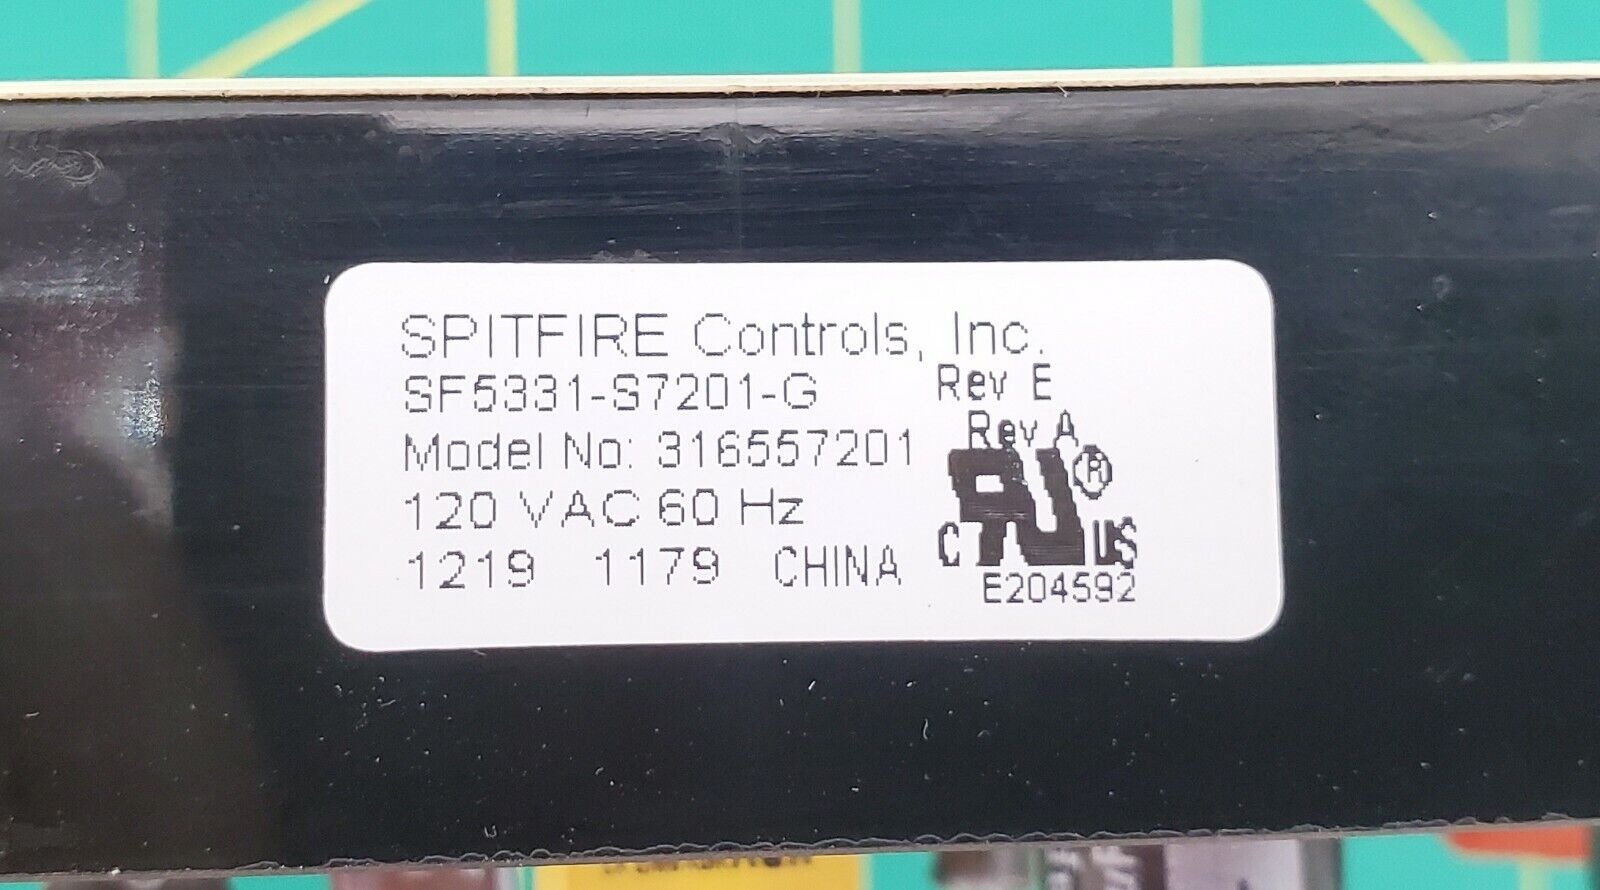 SPITFIRE Controls, Inc.
SF5331-S7201-G Rev E
Rev A
Model No: 316557201
120 VAC 60 Hz
c RU ® US
1219 1179 CHINA
E204592